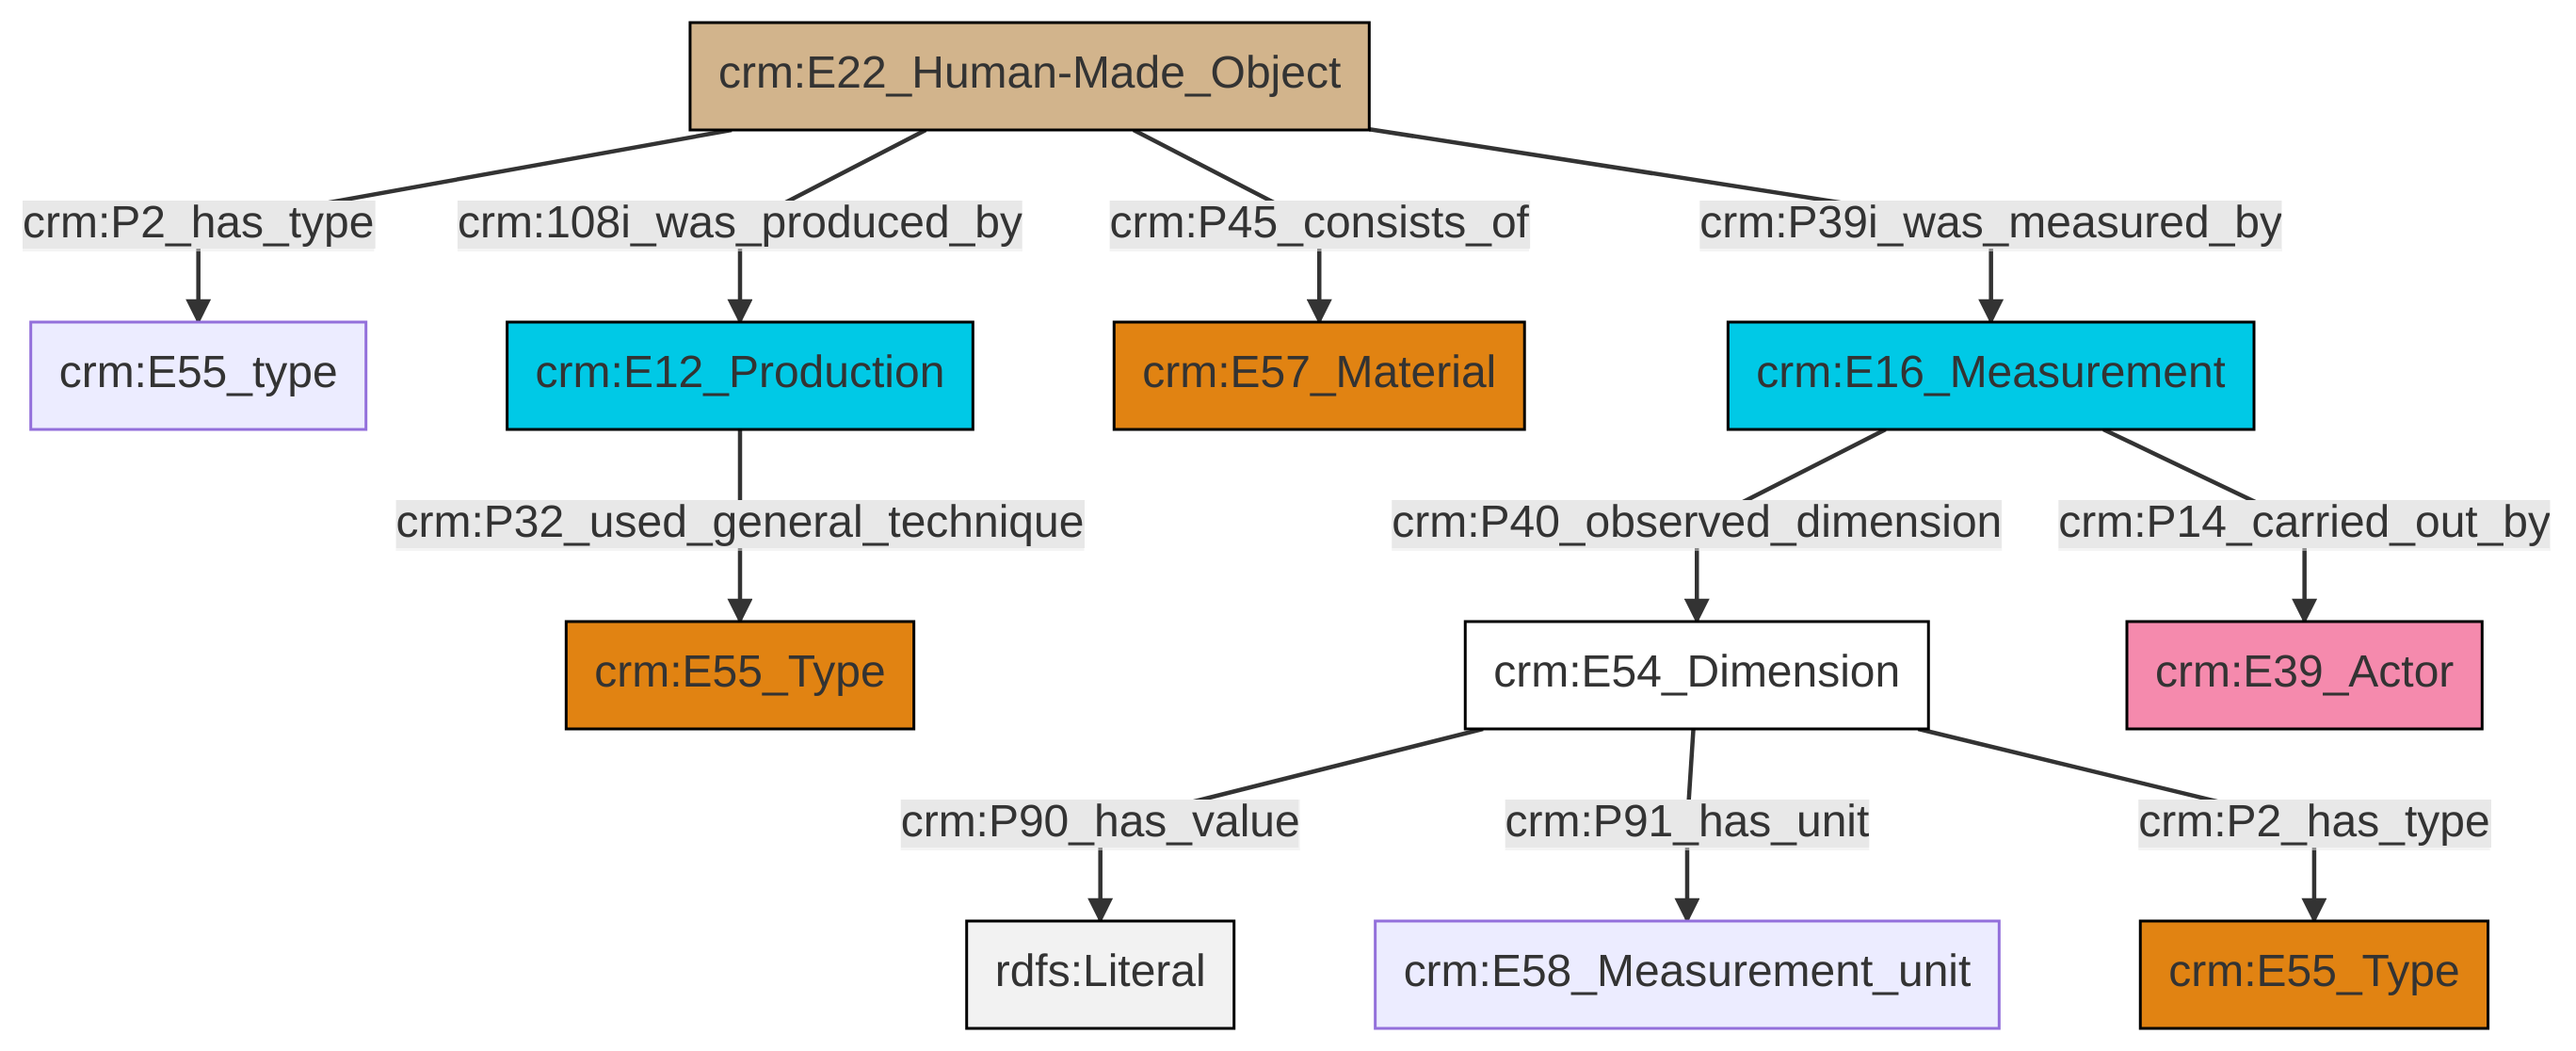 crm:E22_Human-Made_Object
crm:P2_has_type
crm:108i_was_produced_by
crm:P45_consists_of
crm:P39i_was_measured_by
crm:E55_type
crm:E12_Production
crm:E57_Material
crm:E16_Measurement
crm:P32_used_general_technique
crm:P40_observed_dimension
crm:P14_carried_out_by
crm:E55_Type
crm:E54_Dimension
crm:E39_Actor
crm:P90_has_value
crm:P91_has_unit
crm:P2_has_type
rdfs:Literal
crm:E58_Measurement_unit
crm:E55_Type